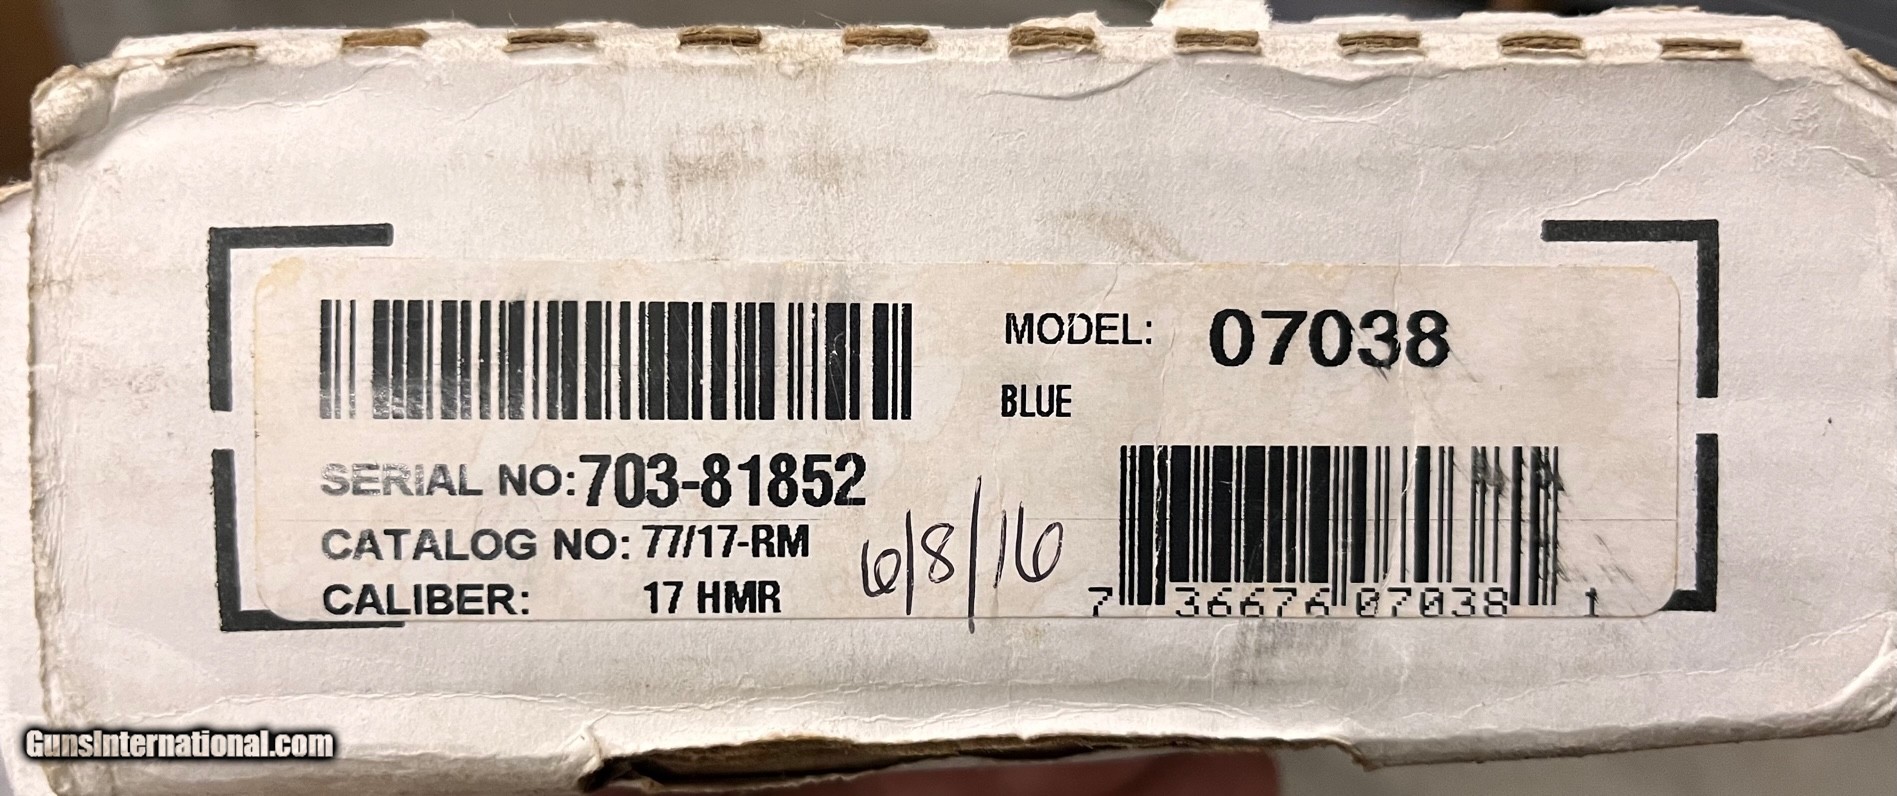 MODEL: 07038
BLUE
SERIAL NO: 703-81852
CATALOG NO: 77/17-RM
CALIBER: 17 HMR
6/8/16
7 36676 07038 1
GunsInternational.com